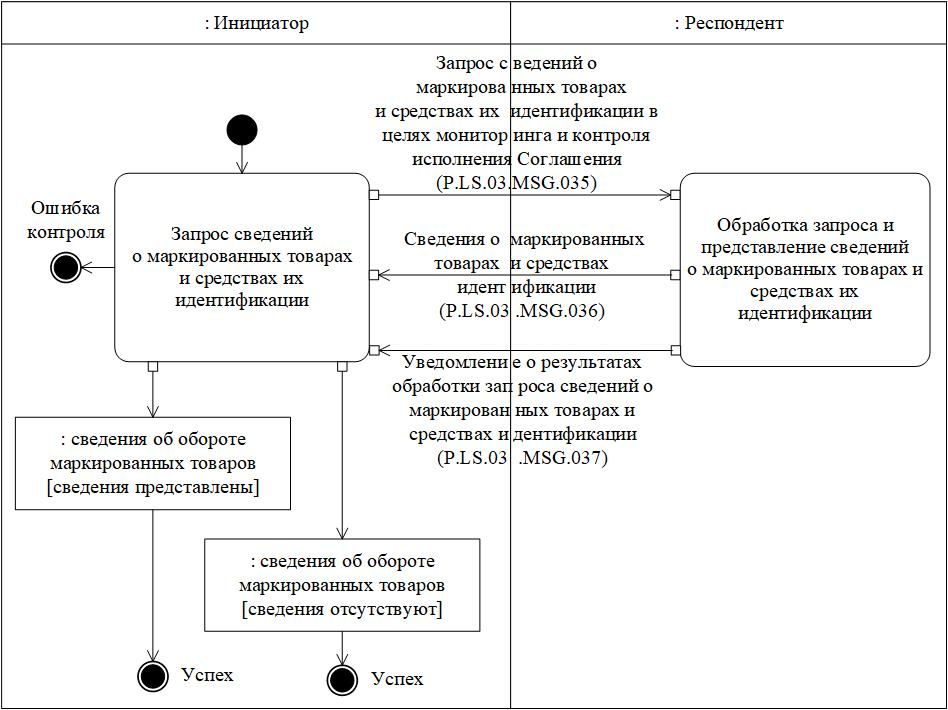 : Инициатор
: Респондент
Запрос сведений о
маркированных товарах
и средствах их идентификации в
целях мониторинга и контроля
исполнения Соглашения
(P.LS.03.MSG.035)
Ошибка
контроля
Запрос сведений
о маркированных товарах
и средствах их
идентификации
Сведения о маркированных
товарах и средствах
идентификации
(P.LS.03.MSG.036)
Обработка запроса и
представление сведений
о маркированных товарах и
средствах их
идентификации
Уведомление о результатах
обработки запроса сведений о
маркированных товарах и
средствах идентификации
(P.LS.03.MSG.037)
: сведения об обороте
маркированных товаров
[сведения представлены]
: сведения об обороте
маркированных товаров
[сведения отсутствуют]
Успех
Успех